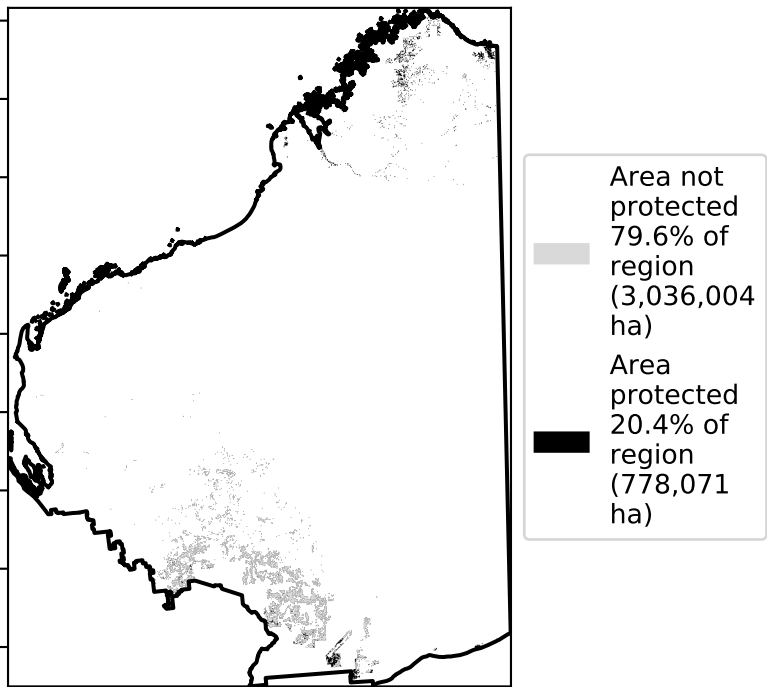 Area not
protected
79.6% of
region
(3,036,004
ha)
Area
protected
20.4% of
region
(778,071
ha)